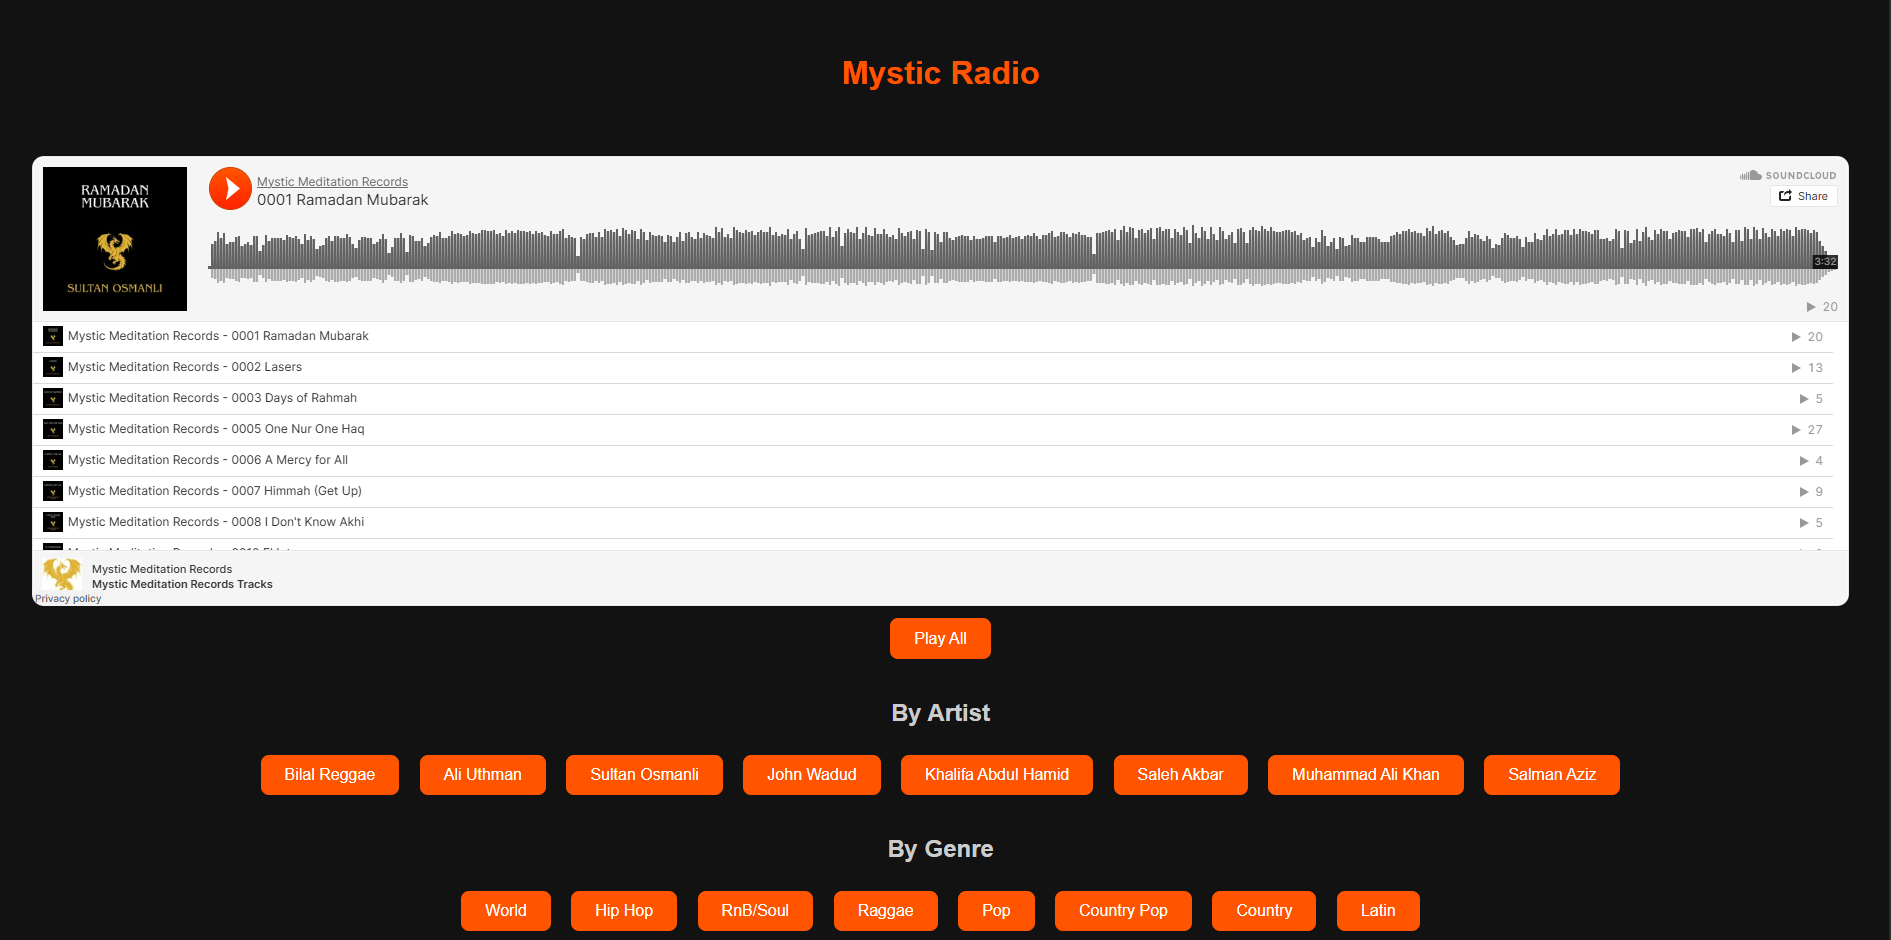 Mystic Radio
RAMADAN
MUBARAK
SULTAN OSMANLI
Mystic Meditation Records
0001 Ramadan Mubarak
SOUNDCLOUD
Share
3:32
20
Mystic Meditation Records - 0001 Ramadan Mubarak 20
Mystic Meditation Records - 0002 Lasers 13
Mystic Meditation Records - 0003 Days of Rahmah 5
Mystic Meditation Records - 0005 One Nur One Haq 27
Mystic Meditation Records - 0006 A Mercy for All 4
Mystic Meditation Records - 0007 Himmah (Get Up) 9
Mystic Meditation Records - 0008 I Don't Know Akhi 5
Mystic Meditation Records
Mystic Meditation Records Tracks
Privacy policy
Play All
By Artist
Bilal Reggae Ali Uthman Sultan Osmanli John Wadud Khalifa Abdul Hamid Saleh Akbar Muhammad Ali Khan Salman Aziz
By Genre
World Hip Hop RnB/Soul Raggae Pop Country Pop Country Latin